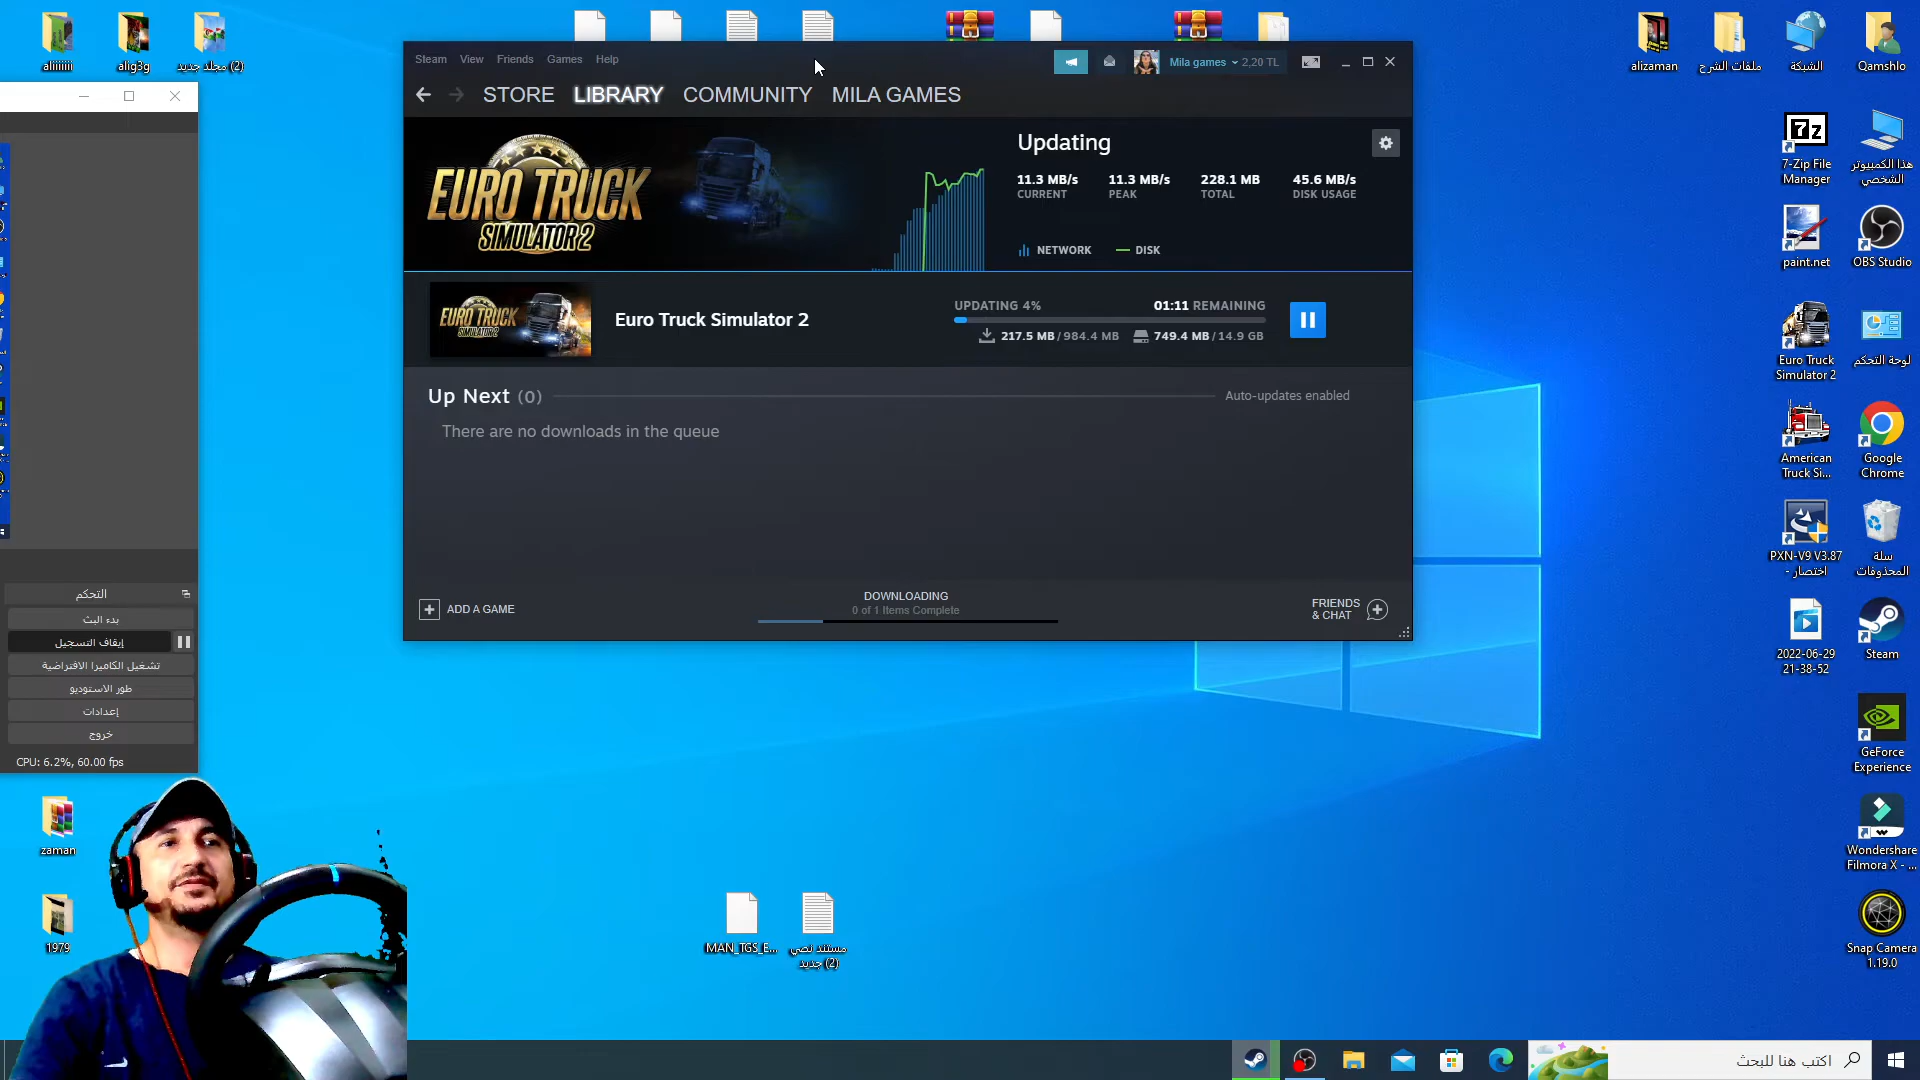 aliiiiiii
alig3g
مجلد جديد (2)
Steam
View
Friends
Games
Help
Mila games
2,20 TL
STORE
LIBRARY
COMMUNITY
MILA GAMES
EURO TRUCK
SIMULATOR 2
Updating
11.3 MB/s
CURRENT
11.3 MB/s
PEAK
228.1 MB
TOTAL
45.6 MB/s
DISK USAGE
NETWORK
DISK
EURO TRUCK
SIMULATOR 2
Euro Truck Simulator 2
UPDATING 4%
01:11 REMAINING
217.5 MB / 984.4 MB
749.4 MB / 14.9 GB
Up Next (0)
Auto-updates enabled
There are no downloads in the queue
ADD A GAME
DOWNLOADING
0 of 1 Items Complete
FRIENDS
& CHAT
التحكم
بدء البث
إيقاف التسجيل
تشغيل الكاميرا الافتراضية
طور الاستوديو
إعدادات
خروج
CPU: 6.2%, 60.00 fps
zaman
1979
MAN_TGS_E...
مستند نصي
جديد (2)
alizaman
ملفات الشرح
الشبكة
Qamshlo
7z
7-Zip File
Manager
هذا الكمبيوتر
الشخصي
paint.net
OBS Studio
Euro Truck
Simulator 2
لوحة التحكم
American
Truck Si...
Google
Chrome
PXN-V9 V3.87
- اختصار
سلة
المحذوفات
2022-06-29
21-38-52
Steam
GeForce
Experience
Wondershare
Filmora X - ...
Snap Camera
1.19.0
اكتب هنا للبحث